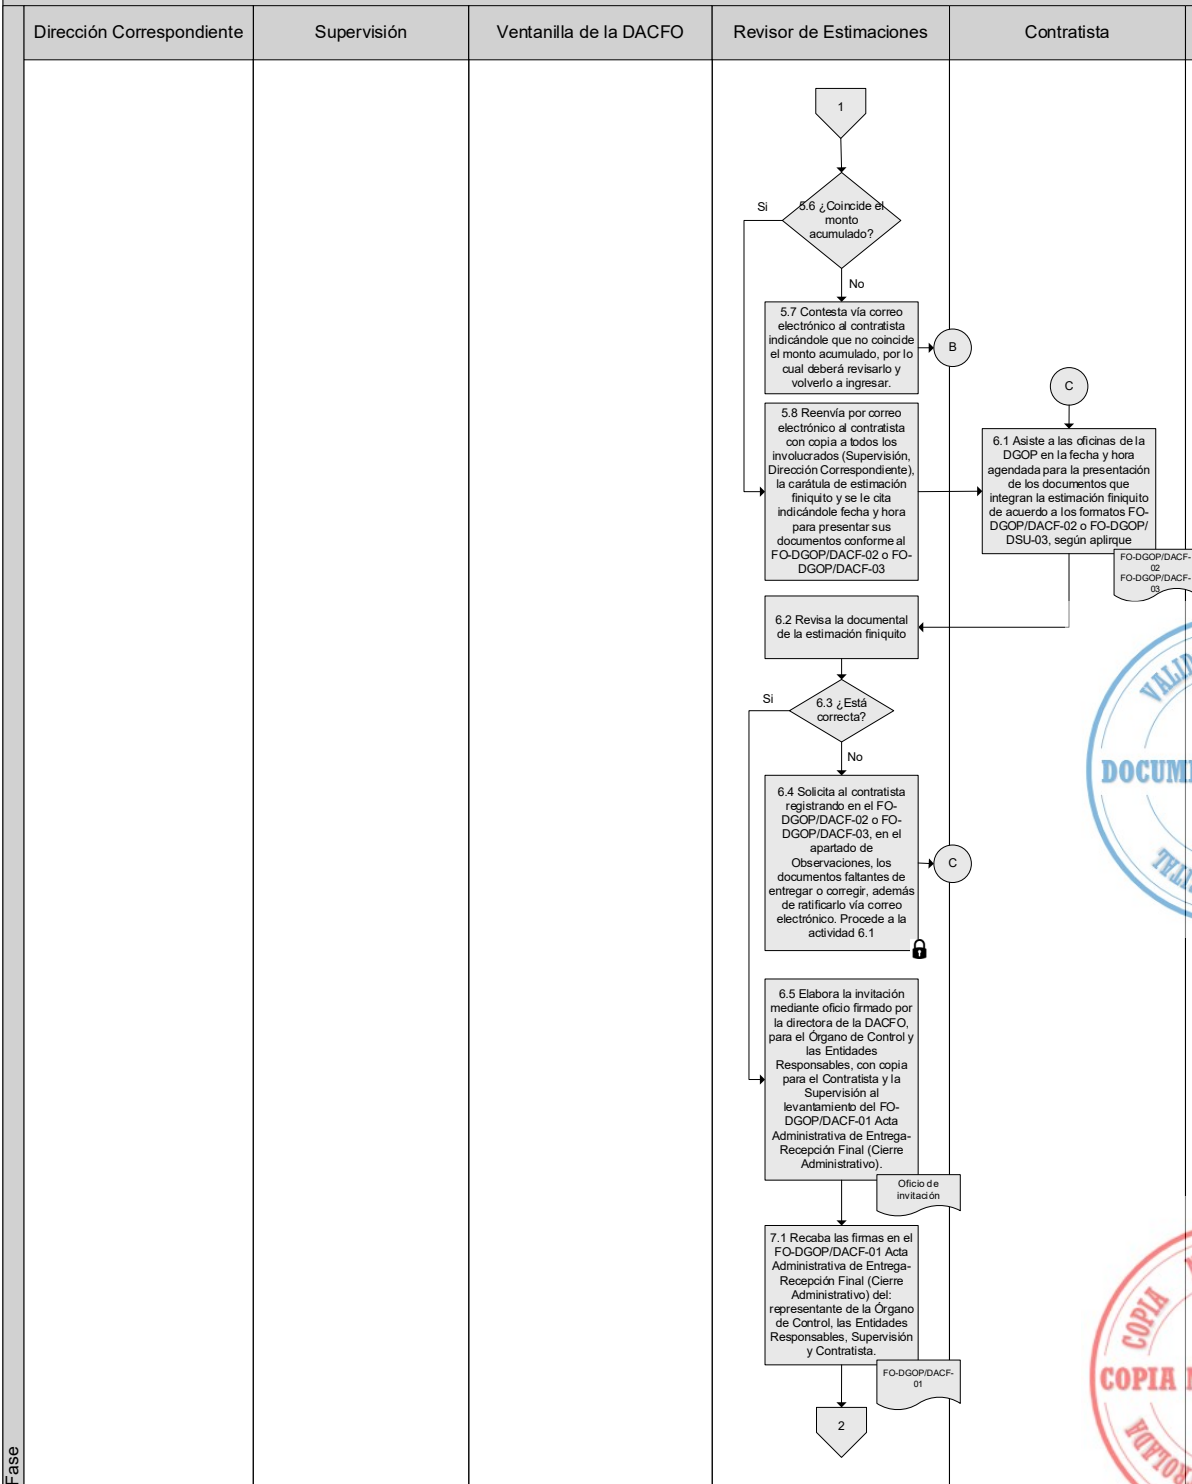 Dirección Correspondiente
Supervisión
Ventanilla de la DACFO
Revisor de Estimaciones
Contratista
1
5.6 ¿Coincide el
monto
acumulado?
Si
No
5.7 Contesta vía correo
electrónico al contratista
indicándole que no coincide
el monto acumulado, por lo
cual deberá revisarlo y
volverlo a ingresar.
B
5.8 Reenvía por correo
electrónico al contratista
con copia a todos los
involucrados (Supervisión,
Dirección Correspondiente),
la carátula de estimación
finiquito y se le cita
indicándole fecha y hora
para presentar sus
documentos conforme al
FO-DGOP/DACF-02 o FO-
DGOP/DACF-03
C
6.1 Asiste a las oficinas de la
DGOP en la fecha y hora
agendada para la presentación
de los documentos que
integran la estimación finiquito
de acuerdo a los formatos FO-
DGOP/DACF-02 o FO-DGOP/
DSU-03, según aplirque
FO-DGOP/DACF-
02
FO-DGOP/DACF-
03
6.2 Revisa la documental
de la estimación finiquito
6.3 ¿Está
correcta?
Si
No
6.4 Solicita al contratista
registrando en el FO-
DGOP/DACF-02 o FO-
DGOP/DACF-03, en el
apartado de
Observaciones, los
documentos faltantes de
entregar o corregir, además
de ratificarlo vía correo
electrónico. Procede a la
actividad 6.1
C
6.5 Elabora la invitación
mediante oficio firmado por
la directora de la DACFO,
para el Órgano de Control y
las Entidades
Responsables, con copia
para el Contratista y la
Supervisión al
levantamiento del FO-
DGOP/DACF-01 Acta
Administrativa de Entrega-
Recepción Final (Cierre
Administrativo).
Oficio de
invitación
7.1 Recaba las firmas en el
FO-DGOP/DACF-01 Acta
Administrativa de Entrega-
Recepción Final (Cierre
Administrativo) del:
representante de la Órgano
de Control, las Entidades
Responsables, Supervisión
y Contratista.
FO-DGOP/DACF-
01
2
Fase
VALID
DOCUM
ITAL
COPIA
COPIA
ROLADA